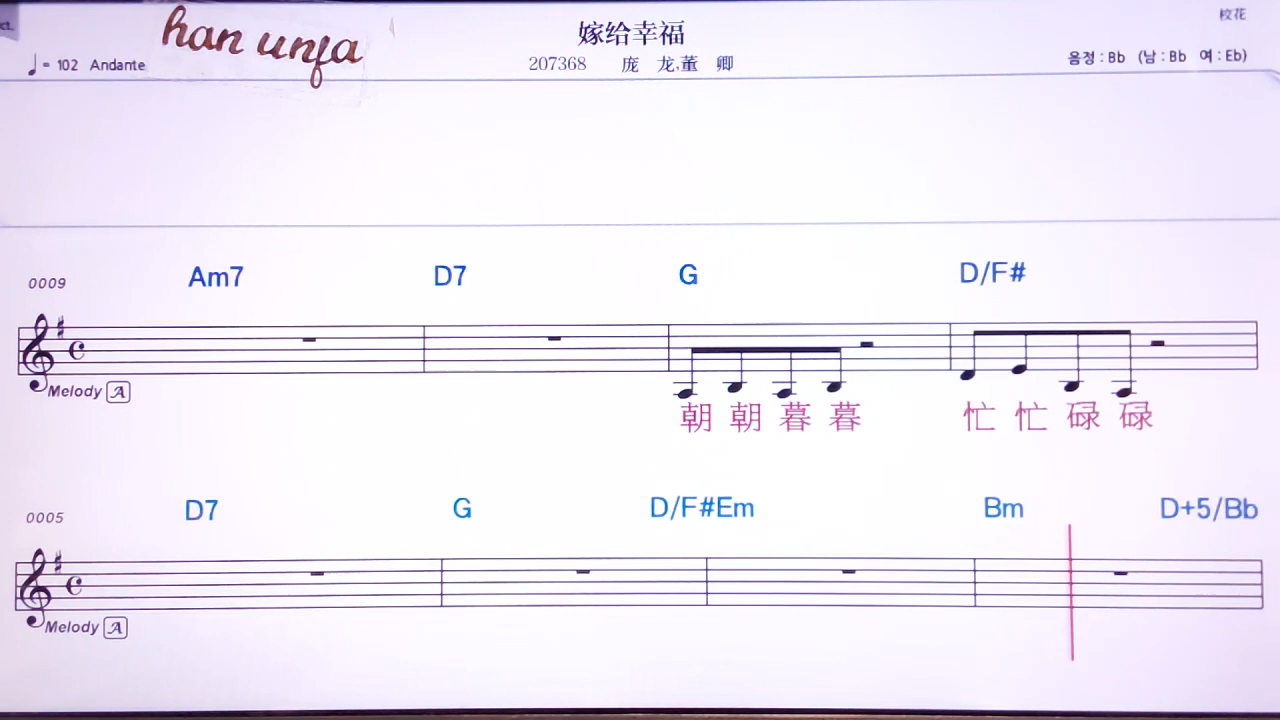 ct.
han unfa
嫁给幸福
校花
♩= 102 Andante
207368 庞 龙,董 卿
음정 : Bb (남 : Bb 여 : Eb)
0009 Am7 D7 G D/F#
Melody A
朝 朝 暮 暮 忙 忙 碌 碌
0005 D7 G D/F#Em Bm D+5/Bb
Melody A